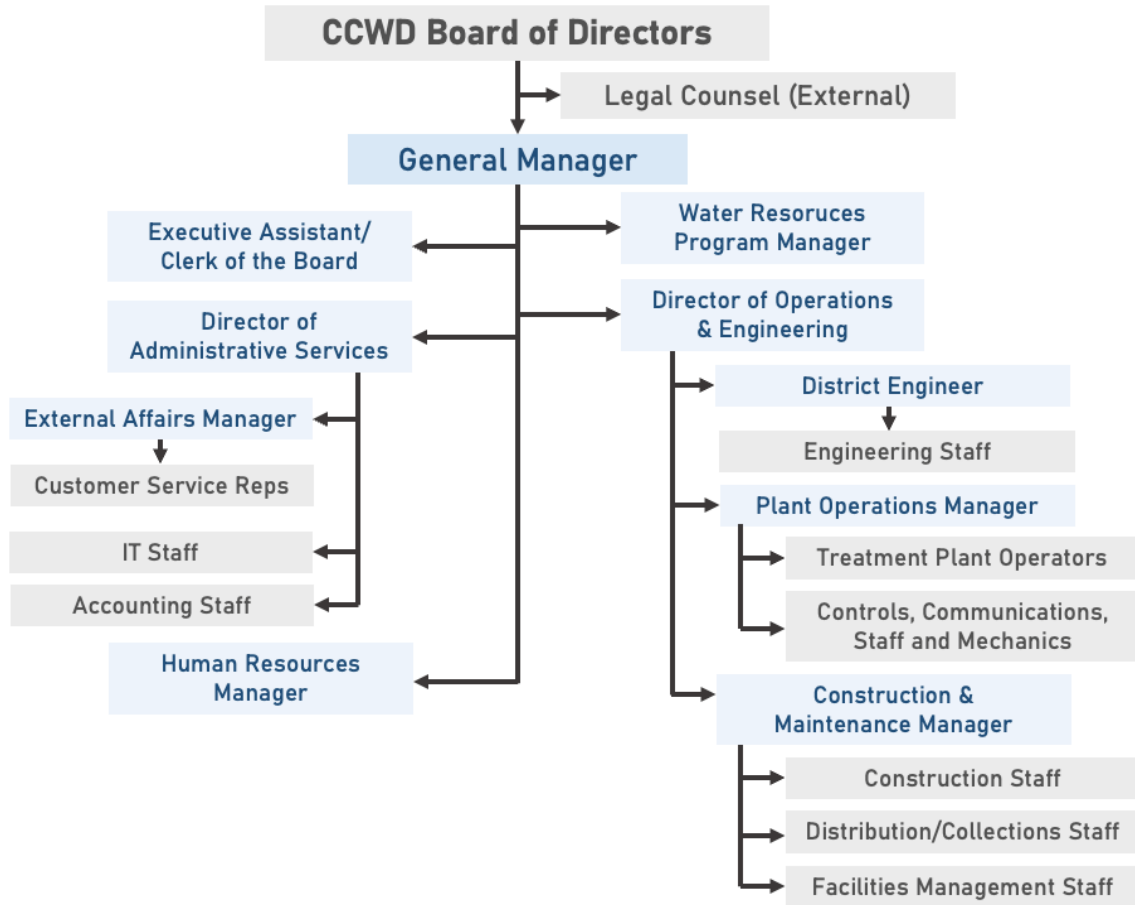 CCWD Board of Directors
Legal Counsel (External)
General Manager
Executive Assistant/
Clerk of the Board
Water Resoruces
Program Manager
Director of
Administrative Services
Director of Operations
& Engineering
External Affairs Manager
Customer Service Reps
IT Staff
Accounting Staff
Human Resources
Manager
District Engineer
Engineering Staff
Plant Operations Manager
Treatment Plant Operators
Controls, Communications,
Staff and Mechanics
Construction &
Maintenance Manager
Construction Staff
Distribution/Collections Staff
Facilities Management Staff